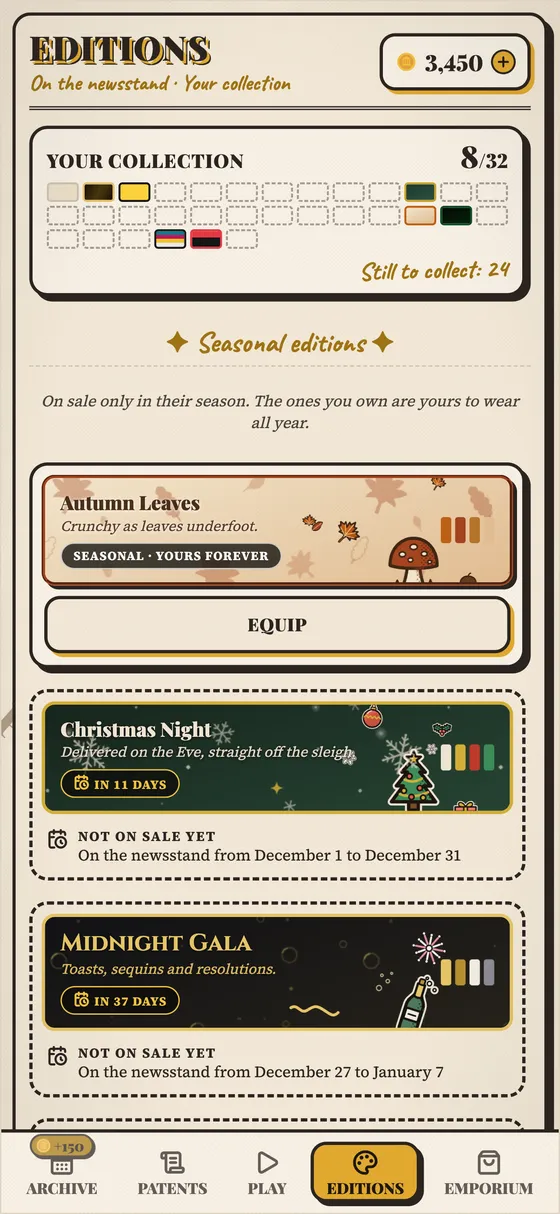 EDITIONS
On the newsstand · Your collection
3,450
YOUR COLLECTION
8/32
Still to collect: 24
Seasonal editions
On sale only in their season. The ones you own are yours to wear
all year.
Autumn Leaves
Crunchy as leaves underfoot.
SEASONAL · YOURS FOREVER
EQUIP
Christmas Night
Delivered on the Eve, straight off the sleigh.
IN 11 DAYS
NOT ON SALE YET
On the newsstand from December 1 to December 31
MIDNIGHT GALA
Toasts, sequins and resolutions.
IN 37 DAYS
NOT ON SALE YET
On the newsstand from December 27 to January 7
+150
ARCHIVE
PATENTS
PLAY
EDITIONS
EMPORIUM